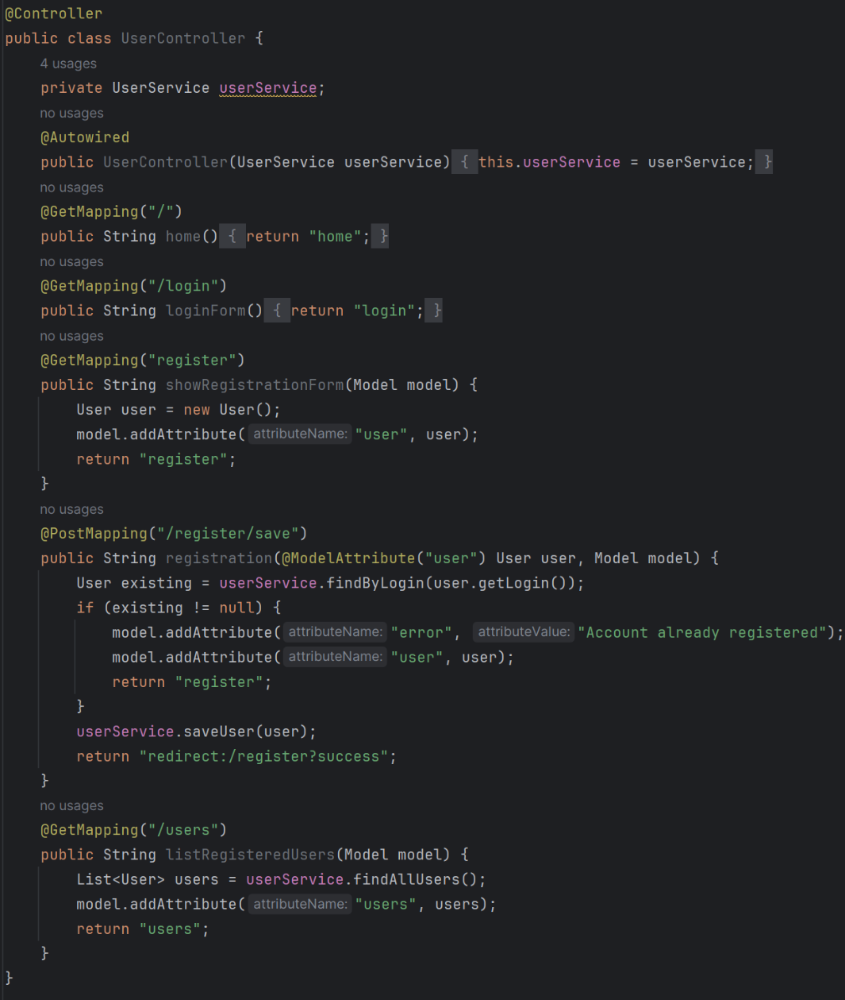 @Controller
public class UserController {
4 usages
private UserService userService;
no usages
@Autowired
public UserController(UserService userService) { this.userService = userService; }
no usages
@GetMapping("/")
public String home() { return "home"; }
no usages
@GetMapping("/login")
public String loginForm() { return "login"; }
no usages
@GetMapping("register")
public String showRegistrationForm(Model model) {
User user = new User();
model.addAttribute( attributeName: "user", user);
return "register";
}
no usages
@PostMapping("/register/save")
public String registration(@ModelAttribute("user") User user, Model model) {
User existing = userService.findByLogin(user.getLogin());
if (existing != null) {
model.addAttribute( attributeName: "error", attributeValue: "Account already registered");
model.addAttribute( attributeName: "user", user);
return "register";
}
userService.saveUser(user);
return "redirect:/register?success";
}
no usages
@GetMapping("/users")
public String listRegisteredUsers(Model model) {
List<User> users = userService.findAllUsers();
model.addAttribute( attributeName: "users", users);
return "users";
}
}